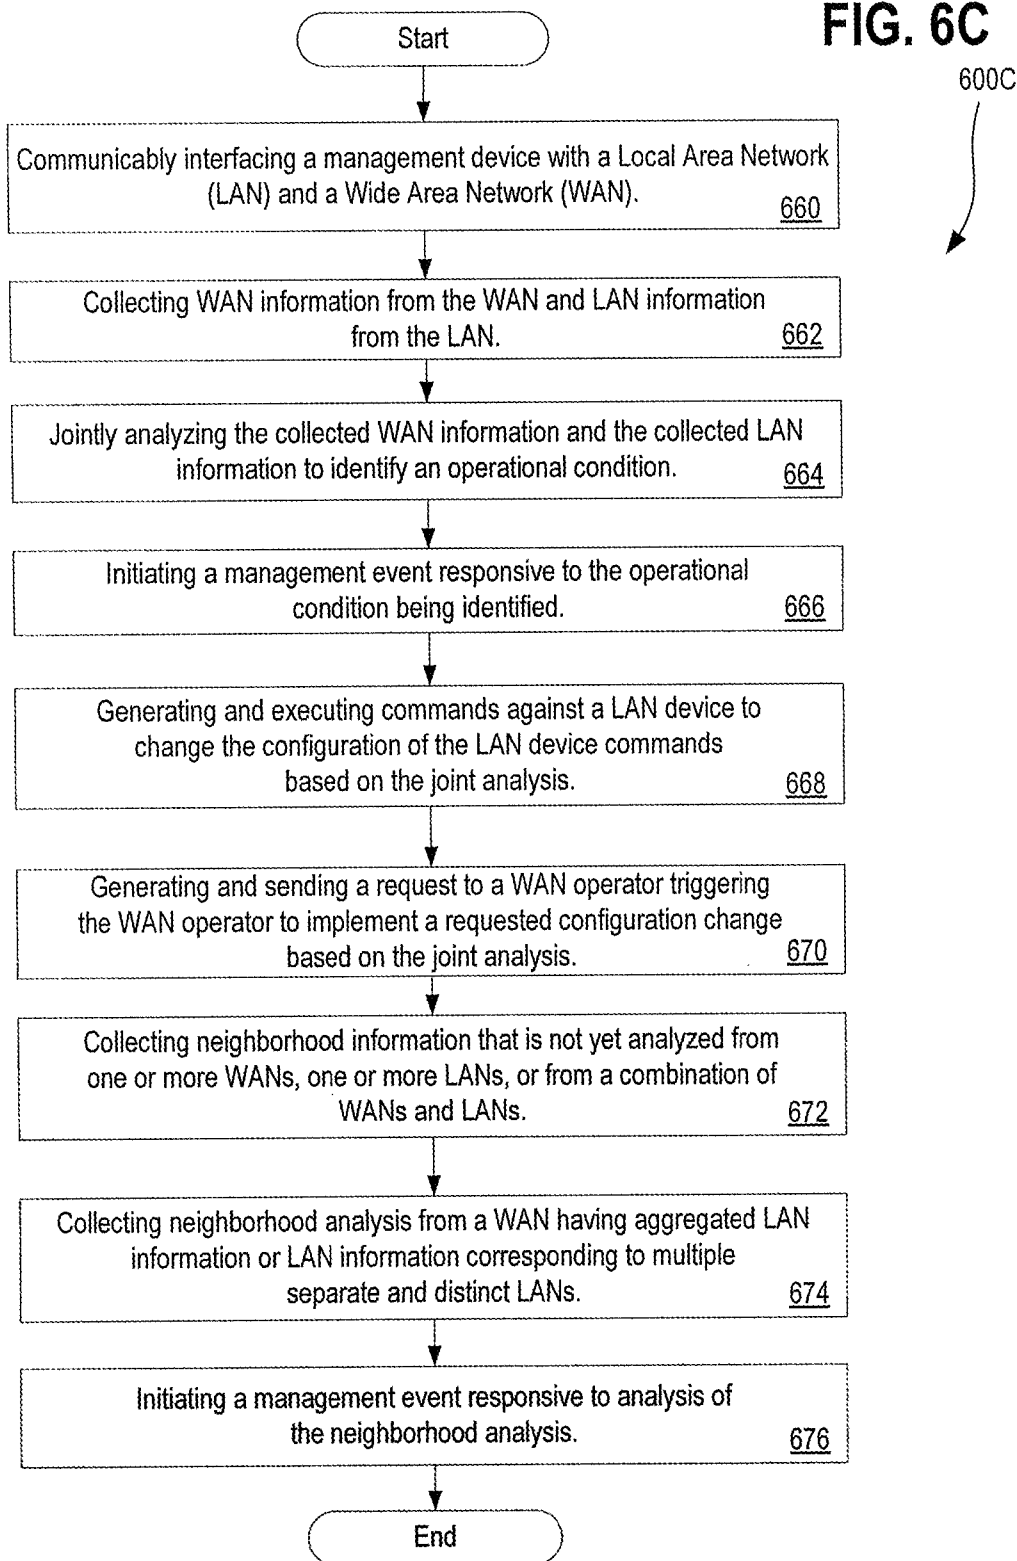 FIG. 6C
600C
Start
Communicably interfacing a management device with a Local Area Network
(LAN) and a Wide Area Network (WAN).
660
Collecting WAN information from the WAN and LAN information
from the LAN.
662
Jointly analyzing the collected WAN information and the collected LAN
information to identify an operational condition.
664
Initiating a management event responsive to the operational
condition being identified.
666
Generating and executing commands against a LAN device to
change the configuration of the LAN device commands
based on the joint analysis.
668
Generating and sending a request to a WAN operator triggering
the WAN operator to implement a requested configuration change
based on the joint analysis.
670
Collecting neighborhood information that is not yet analyzed from
one or more WANs, one or more LANs, or from a combination of
WANs and LANs.
672
Collecting neighborhood analysis from a WAN having aggregated LAN
information or LAN information corresponding to multiple
separate and distinct LANs.
674
Initiating a management event responsive to analysis of
the neighborhood analysis.
676
End